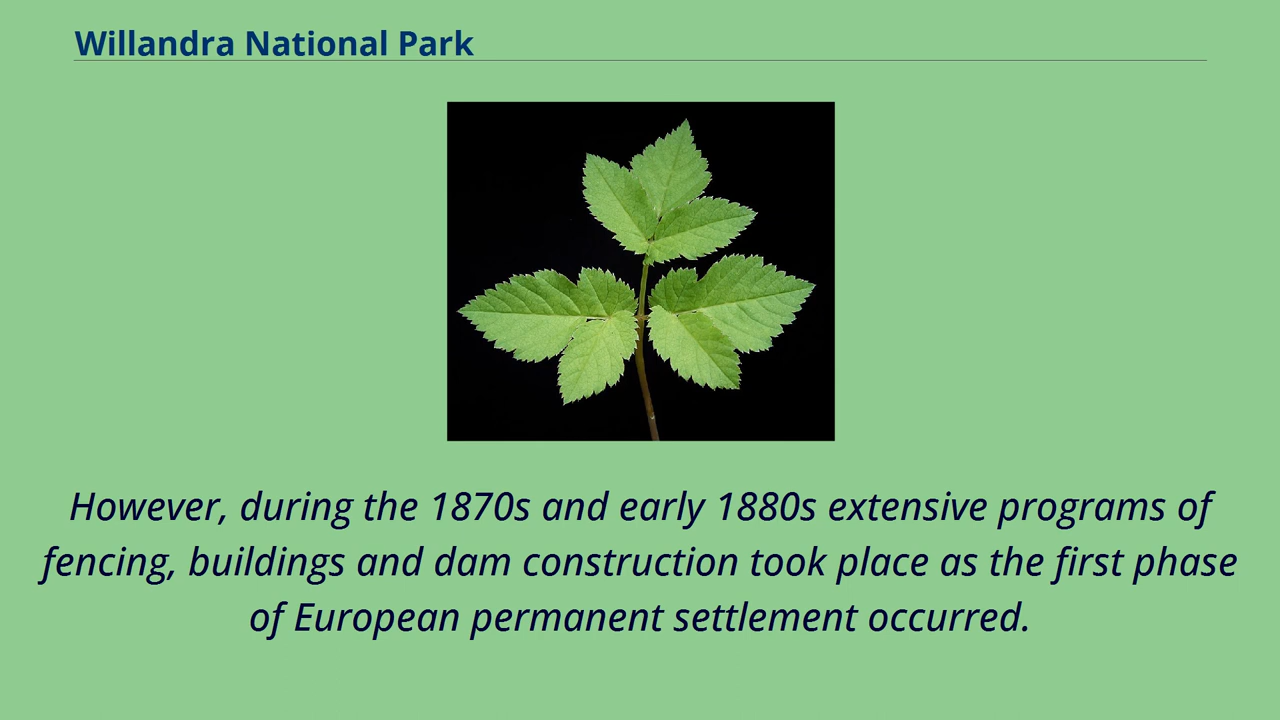 Willandra National Park
However, during the 1870s and early 1880s extensive programs of
fencing, buildings and dam construction took place as the first phase
of European permanent settlement occurred.